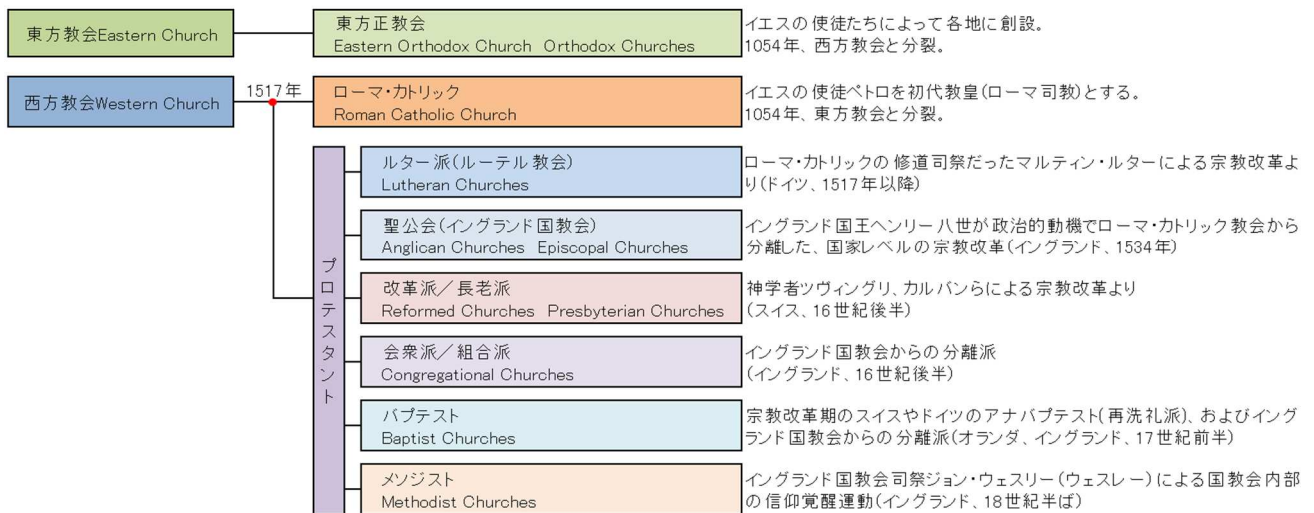 東方教会Eastern Church
東方正教会
Eastern Orthodox Church Orthodox Churches
イエスの使徒たちによって各地に創設。
1054年、西方教会と分裂。
西方教会Western Church
1517年
ローマ・カトリック
Roman Catholic Church
イエスの使徒ペトロを初代教皇(ローマ司教)とする。
1054年、東方教会と分裂。
プロテスタント
ルター派(ルーテル教会)
Lutheran Churches
ローマ・カトリックの修道司祭だったマルティン・ルターによる宗教改革よ
り(ドイツ、1517年以降)
聖公会(イングランド国教会)
Anglican Churches Episcopal Churches
イングランド国王ヘンリー八世が政治的動機でローマ・カトリック教会から
分離した、国家レベルの宗教改革(イングランド、1534年)
改革派／長老派
Reformed Churches Presbyterian Churches
神学者ツヴィングリ、カルバンらによる宗教改革より
(スイス、16世紀後半)
会衆派／組合派
Congregational Churches
イングランド国教会からの分離派
(イングランド、16世紀後半)
バプテスト
Baptist Churches
宗教改革期のスイスやドイツのアナバプテスト(再洗礼派)、およびイング
ランド国教会からの分離派(オランダ、イングランド、17世紀前半)
メソジスト
Methodist Churches
イングランド国教会司祭ジョン・ウェスリー(ウェスレー)による国教会内部
の信仰覚醒運動(イングランド、18世紀半ば)